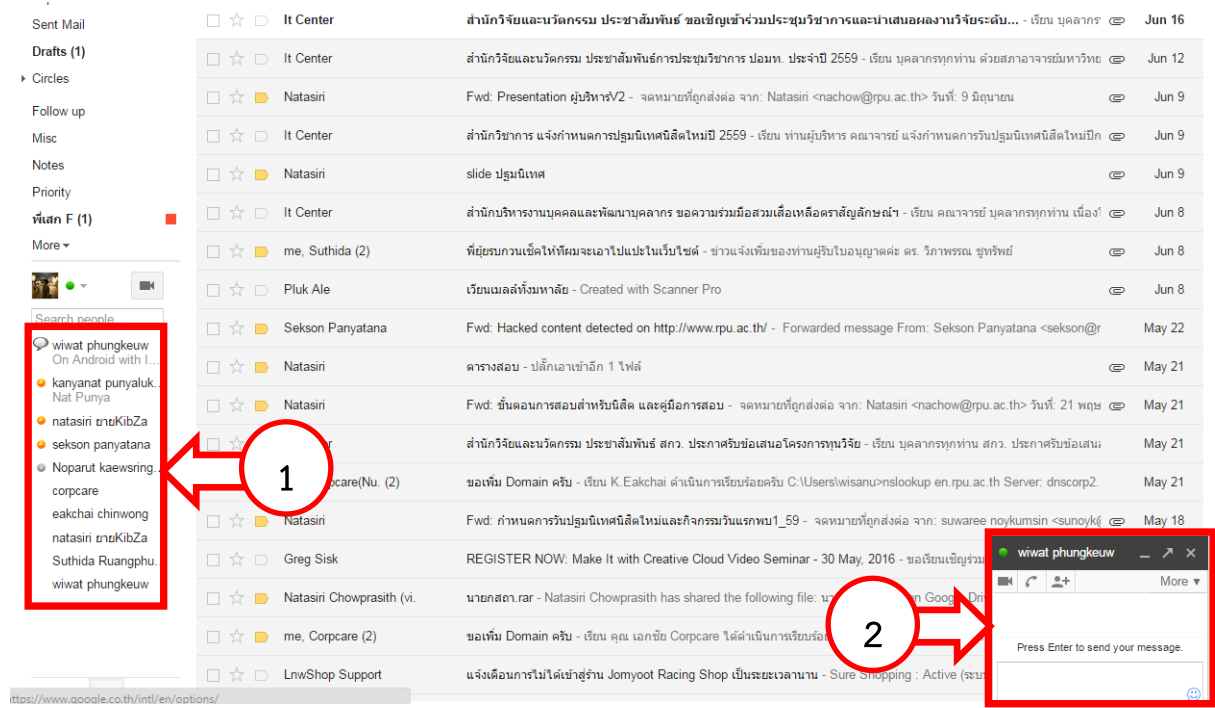 Sent Mail
Drafts (1)
Circles
Follow up
Misc
Notes
Priority
พี่เสก F (1)
More
Search people
wiwat phungkeuw
On Android with I...
kanyanat punyaluk..
Nat Punya
natasiri ยายKibZa
sekson panyatana
Noparut kaewsring..
corpcare
eakchai chinwong
natasiri ยายKibZa
Suthida Ruangphu..
wiwat phungkeuw
It Center สำนักวิจัยและนวัตกรรม ประชาสัมพันธ์ ขอเชิญเข้าร่วมประชุมวิชาการและนำเสนอผลงานวิจัยระดับ... - เรียน บุคลากร Jun 16
It Center สำนักวิจัยและนวัตกรรม ประชาสัมพันธ์การประชุมวิชาการ ปอมท. ประจำปี 2559 - เรียน บุคลากรทุกท่าน ด้วยสภาอาจารย์มหาวิทย Jun 12
Natasiri Fwd: Presentation ผู้บริหารV2 - จดหมายที่ถูกส่งต่อ จาก: Natasiri <nachow@rpu.ac.th> วันที่: 9 มิถุนายน Jun 9
It Center สำนักวิชาการ แจ้งกำหนดการปฐมนิเทศนิสิตใหม่ปี 2559 - เรียน ท่านผู้บริหาร คณาจารย์ แจ้งกำหนดการวันปฐมนิเทศนิสิตใหม่ปีก Jun 9
Natasiri slide ปฐมนิเทศ Jun 9
It Center สำนักบริหารงานบุคคลและพัฒนาบุคลากร ขอความร่วมมือสวมเสื้อเหลือตราสัญลักษณ์ฯ - เรียน คณาจารย์ บุคลากรทุกท่าน เนื่องใ Jun 8
me, Suthida (2) พี่ยุ้ยรบกวนเช็คให้ทีผมจะเอาไปแปะในเว็บไซต์ - ข่าวแจ้งเพิ่มของท่านผู้รับใบอนุญาตค่ะ ดร. วิภาพรรณ ชูทรัพย์ Jun 8
Pluk Ale เวียนเมลล์ทั้งมหาลัย - Created with Scanner Pro Jun 8
Sekson Panyatana Fwd: Hacked content detected on http://www.rpu.ac.th/ - Forwarded message From: Sekson Panyatana <sekson@r May 22
Natasiri ตารางสอบ - ปลั๊กเอาเข้าอีก 1 ไฟล์ May 21
Natasiri Fwd: ขั้นตอนการสอบสำหรับนิสิต และคู่มือการสอบ - จดหมายที่ถูกส่งต่อ จาก: Natasiri <nachow@rpu.ac.th> วันที่: 21 พฤษ May 21
สำนักวิจัยและนวัตกรรม ประชาสัมพันธ์ สกว. ประกาศรับข้อเสนอโครงการทุนวิจัย - เรียน บุคลากรทุกท่าน สกว. ประกาศรับข้อเสนะ May 21
pcare(Nu. (2) ขอเพิ่ม Domain ครับ - เรียน K.Eakchai ดำเนินการเรียบร้อยครับ C:\Users\wisanu>nslookup en.rpu.ac.th Server: dnscorp2. May 21
Natasiri Fwd: กำหนดการวันปฐมนิเทศนิสิตใหม่และกิจกรรมวันแรกพบ1_59 - จดหมายที่ถูกส่งต่อ จาก: suwaree noykumsin <sunoyk( May 18
Greg Sisk REGISTER NOW: Make It with Creative Cloud Video Seminar - 30 May, 2016 - ขอเรียนเชิญร่วม
Natasiri Chowprasith (vi. นายกสถา.rar - Natasiri Chowprasith has shared the following file: on Google Dri
me, Corpcare (2) ขอเพิ่ม Domain ครับ - เรียน คุณ เอกชัย Corpcare ได้ดำเนินการเรียบร้อ
LnwShop Support แจ้งเตือนการไม่ได้เข้าสู่ร้าน Jomyoot Racing Shop เป็นระยะเวลานาน - Sure Shopping : Active (ระบ
1
2
wiwat phungkeuw
More
Press Enter to send your message.
ttps://www.google.co.th/intl/en/options/